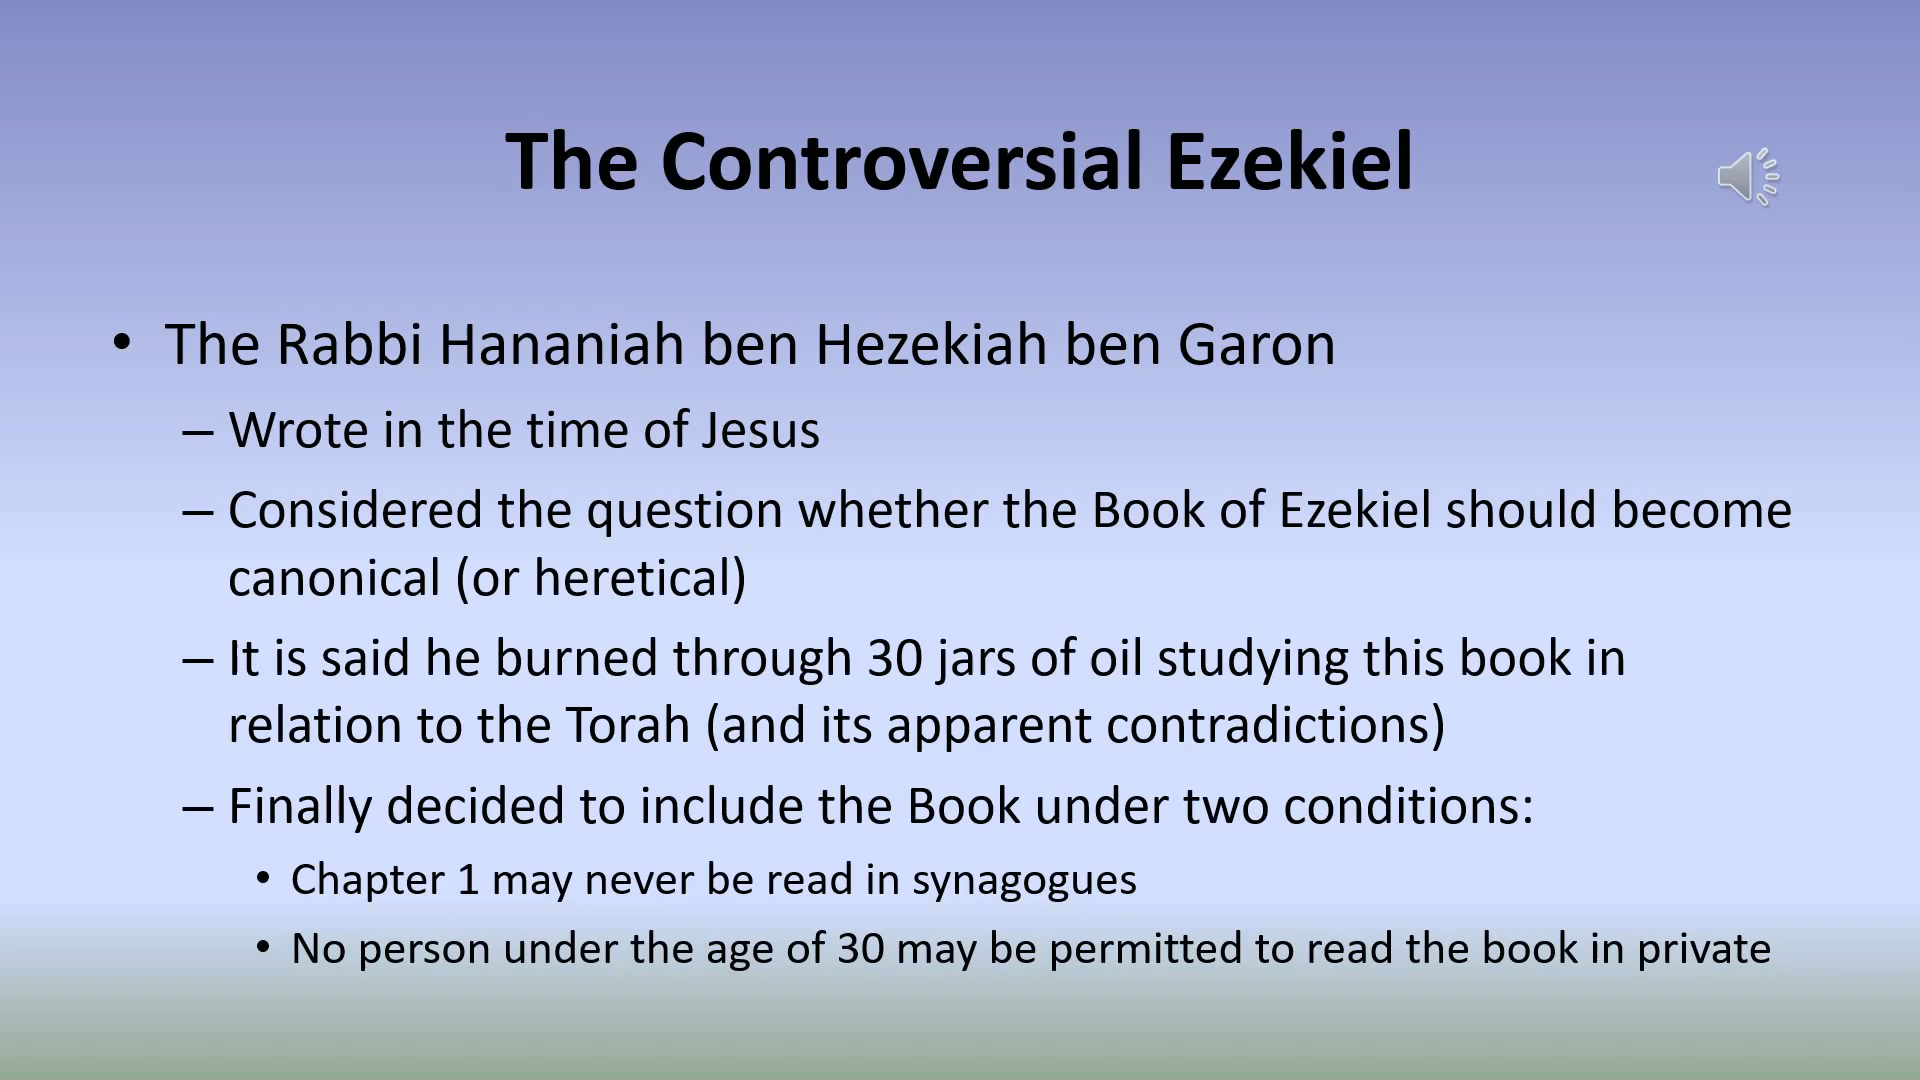 The Controversial Ezekiel
• The Rabbi Hananiah ben Hezekiah ben Garon
– Wrote in the time of Jesus
– Considered the question whether the Book of Ezekiel should become
canonical (or heretical)
– It is said he burned through 30 jars of oil studying this book in
relation to the Torah (and its apparent contradictions)
– Finally decided to include the Book under two conditions:
• Chapter 1 may never be read in synagogues
• No person under the age of 30 may be permitted to read the book in private